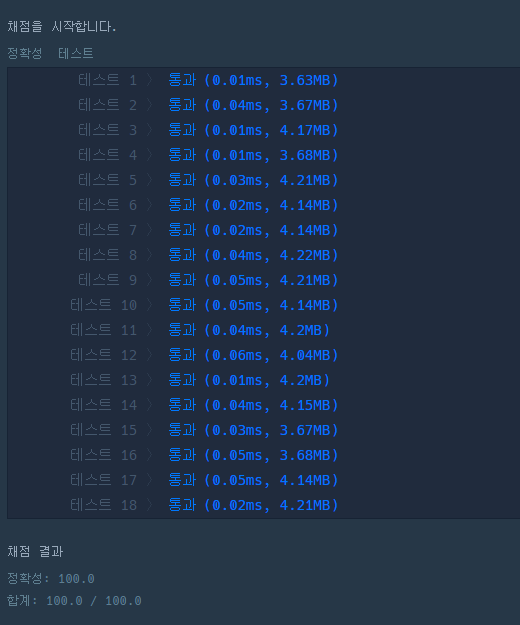 채점을 시작합니다.
정확성 테스트
테스트 1 〉 통과 (0.01ms, 3.63MB)
테스트 2 〉 통과 (0.04ms, 3.67MB)
테스트 3 〉 통과 (0.01ms, 4.17MB)
테스트 4 〉 통과 (0.01ms, 3.68MB)
테스트 5 〉 통과 (0.03ms, 4.21MB)
테스트 6 〉 통과 (0.02ms, 4.14MB)
테스트 7 〉 통과 (0.02ms, 4.14MB)
테스트 8 〉 통과 (0.04ms, 4.22MB)
테스트 9 〉 통과 (0.05ms, 4.21MB)
테스트 10 〉 통과 (0.05ms, 4.14MB)
테스트 11 〉 통과 (0.04ms, 4.2MB)
테스트 12 〉 통과 (0.06ms, 4.04MB)
테스트 13 〉 통과 (0.01ms, 4.2MB)
테스트 14 〉 통과 (0.04ms, 4.15MB)
테스트 15 〉 통과 (0.03ms, 3.67MB)
테스트 16 〉 통과 (0.05ms, 3.68MB)
테스트 17 〉 통과 (0.05ms, 4.14MB)
테스트 18 〉 통과 (0.02ms, 4.21MB)
채점 결과
정확성: 100.0
합계: 100.0 / 100.0